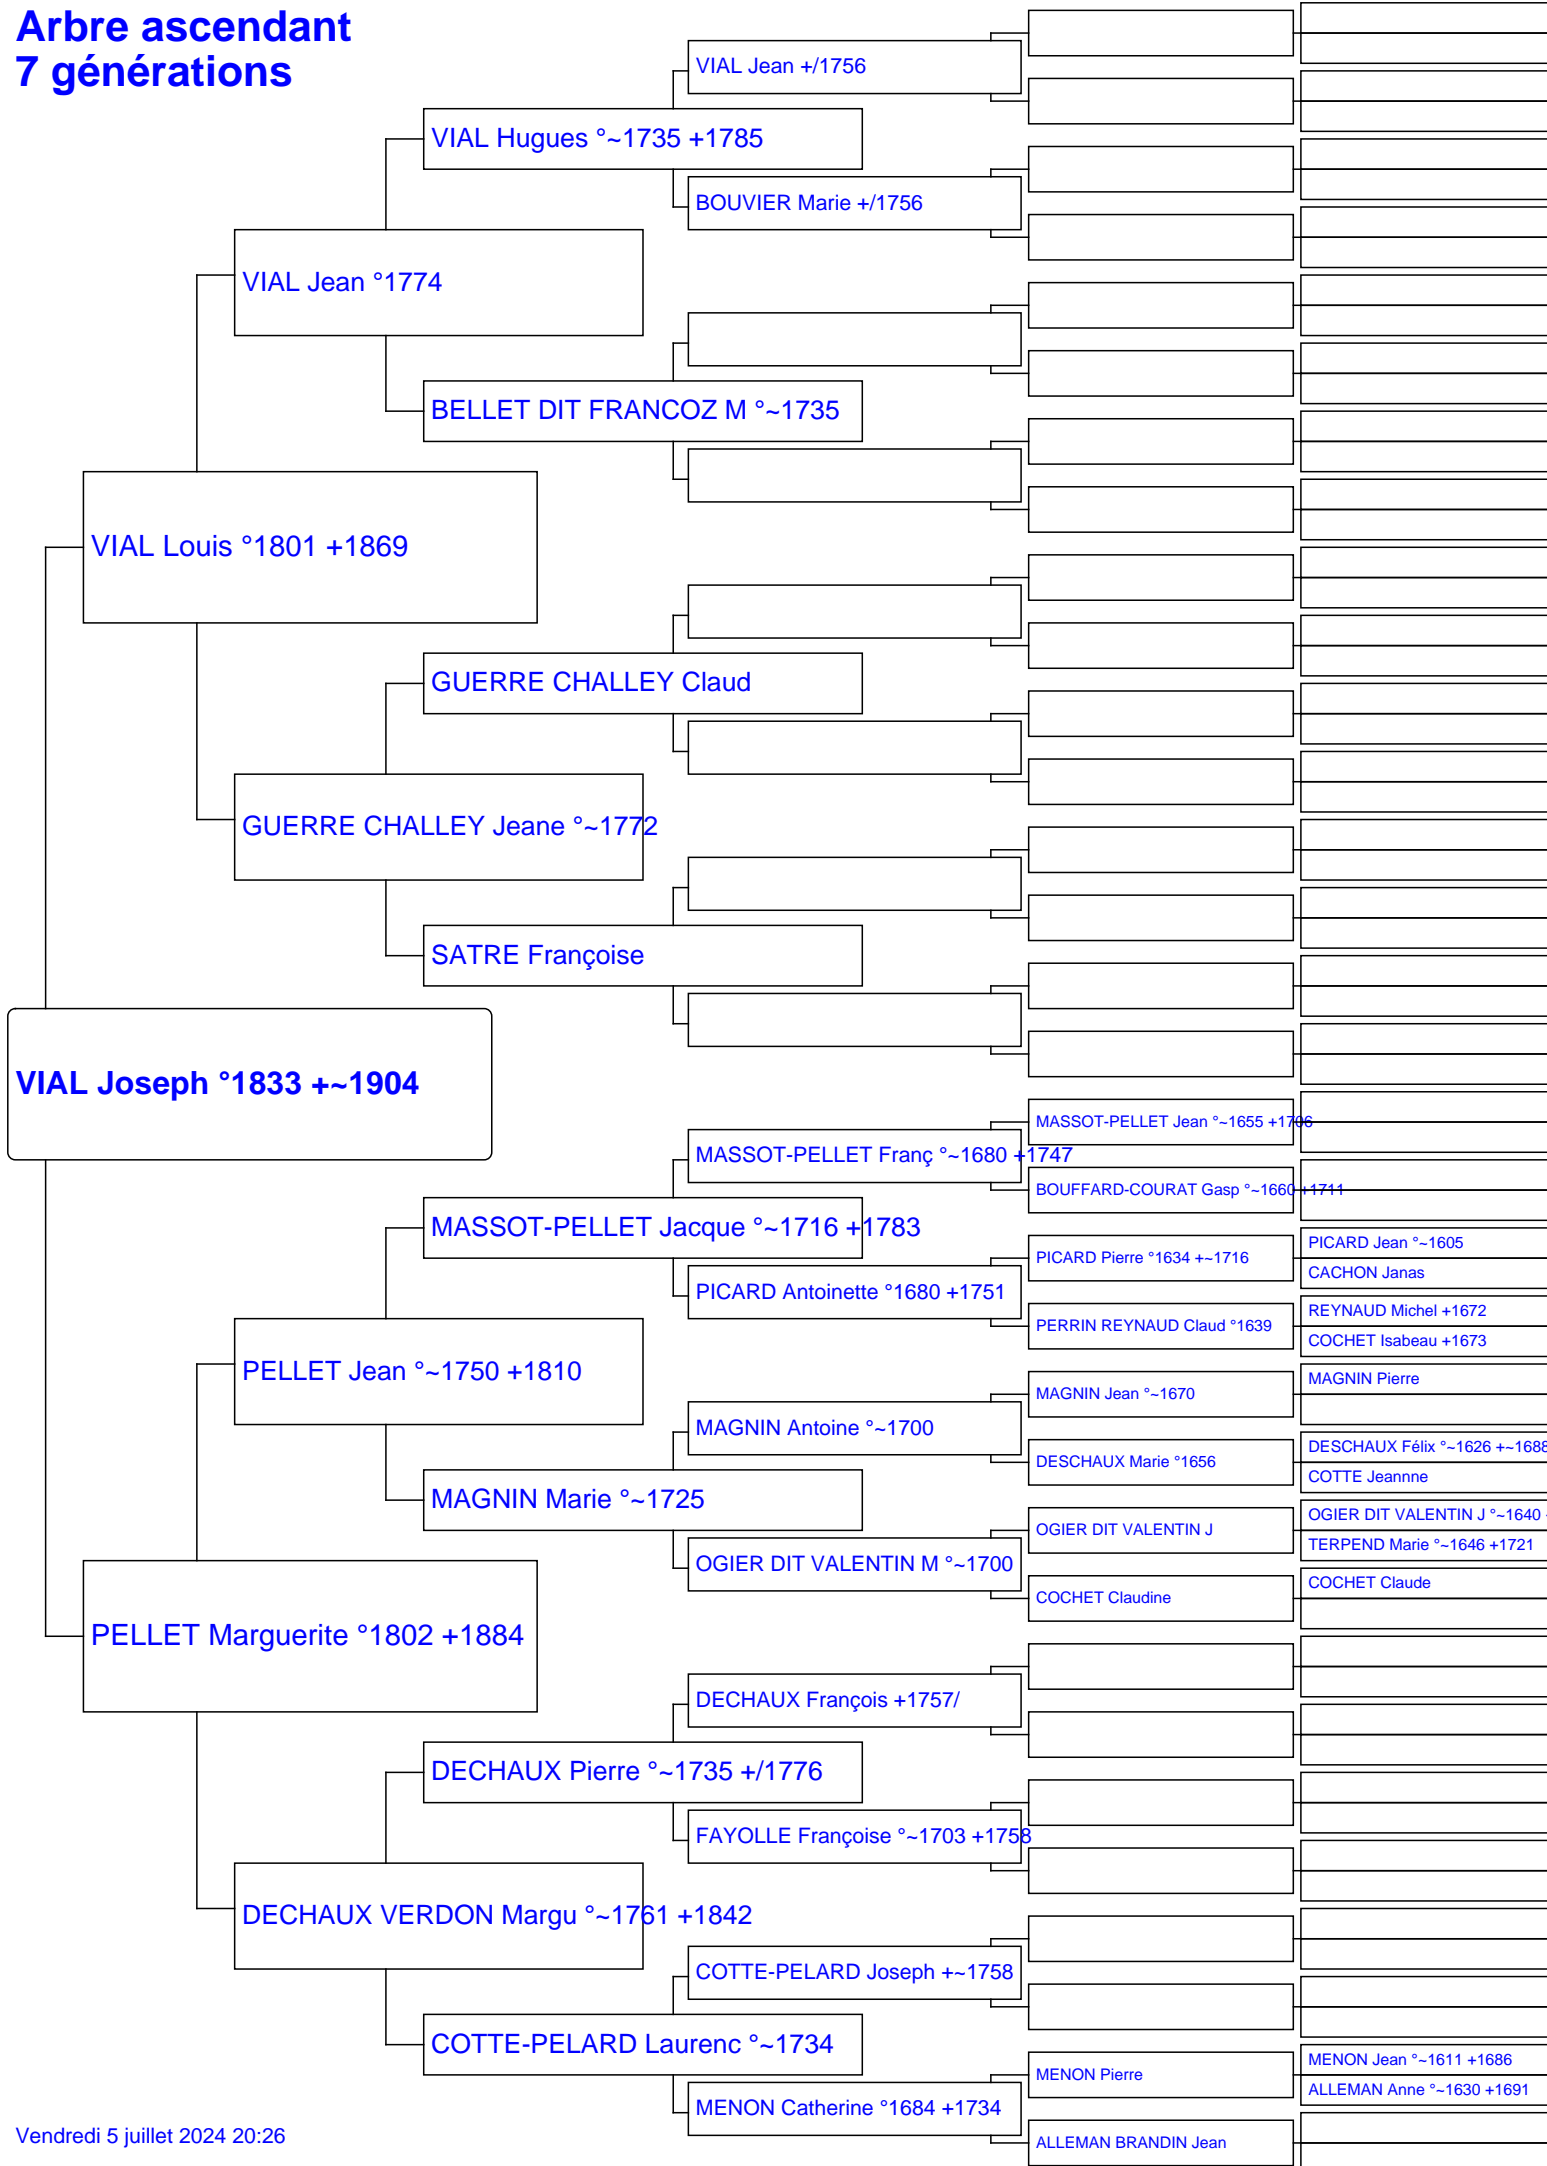 Arbre ascendant
7 générations
VIAL Jean +/1756
VIAL Hugues °~1735 +1785
BOUVIER Marie +/1756
VIAL Jean °1774
BELLET DIT FRANCOZ M °~1735
VIAL Louis °1801 +1869
GUERRE CHALLEY Claud
GUERRE CHALLEY Jeane °~1772
SATRE Françoise
VIAL Joseph °1833 +~1904
MASSOT-PELLET Jean °~1655 +1706
MASSOT-PELLET Franç °~1680 +1747
BOUFFARD-COURAT Gasp °~1660 +1711
MASSOT-PELLET Jacque °~1716 +1783
PICARD Jean °~1605
PICARD Pierre °1634 +~1716
CACHON Janas
PICARD Antoinette °1680 +1751
REYNAUD Michel +1672
PERRIN REYNAUD Claud °1639
COCHET Isabeau +1673
PELLET Jean °~1750 +1810
MAGNIN Pierre
MAGNIN Jean °~1670
MAGNIN Antoine °~1700
DESCHAUX Félix °~1626 +~1688
DESCHAUX Marie °1656
COTTE Jeannne
MAGNIN Marie °~1725
OGIER DIT VALENTIN J °~1640
OGIER DIT VALENTIN J
TERPEND Marie °~1646 +1721
OGIER DIT VALENTIN M °~1700
COCHET Claude
COCHET Claudine
PELLET Marguerite °1802 +1884
DECHAUX François +1757/
DECHAUX Pierre °~1735 +/1776
FAYOLLE Françoise °~1703 +1758
DECHAUX VERDON Margu °~1761 +1842
COTTE-PELARD Joseph +~1758
COTTE-PELARD Laurenc °~1734
MENON Jean °~1611 +1686
MENON Pierre
ALLEMAN Anne °~1630 +1691
MENON Catherine °1684 +1734
ALLEMAN BRANDIN Jean
Vendredi 5 juillet 2024 20:26